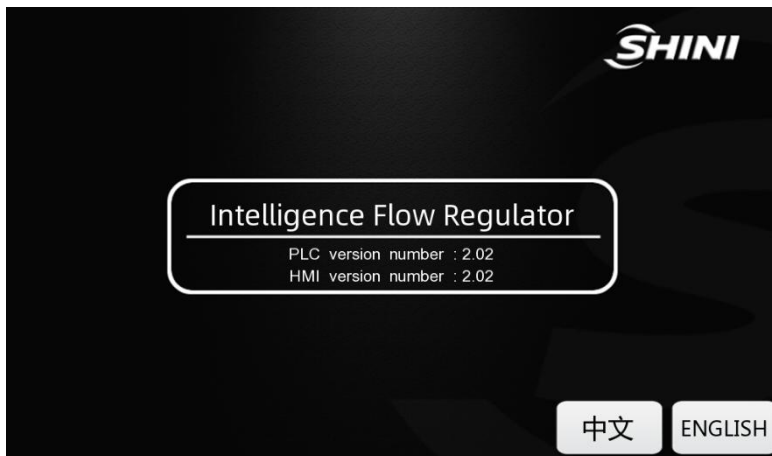 SHINI
Intelligence Flow Regulator
PLC version number : 2.02
HMI version number : 2.02
中文
ENGLISH